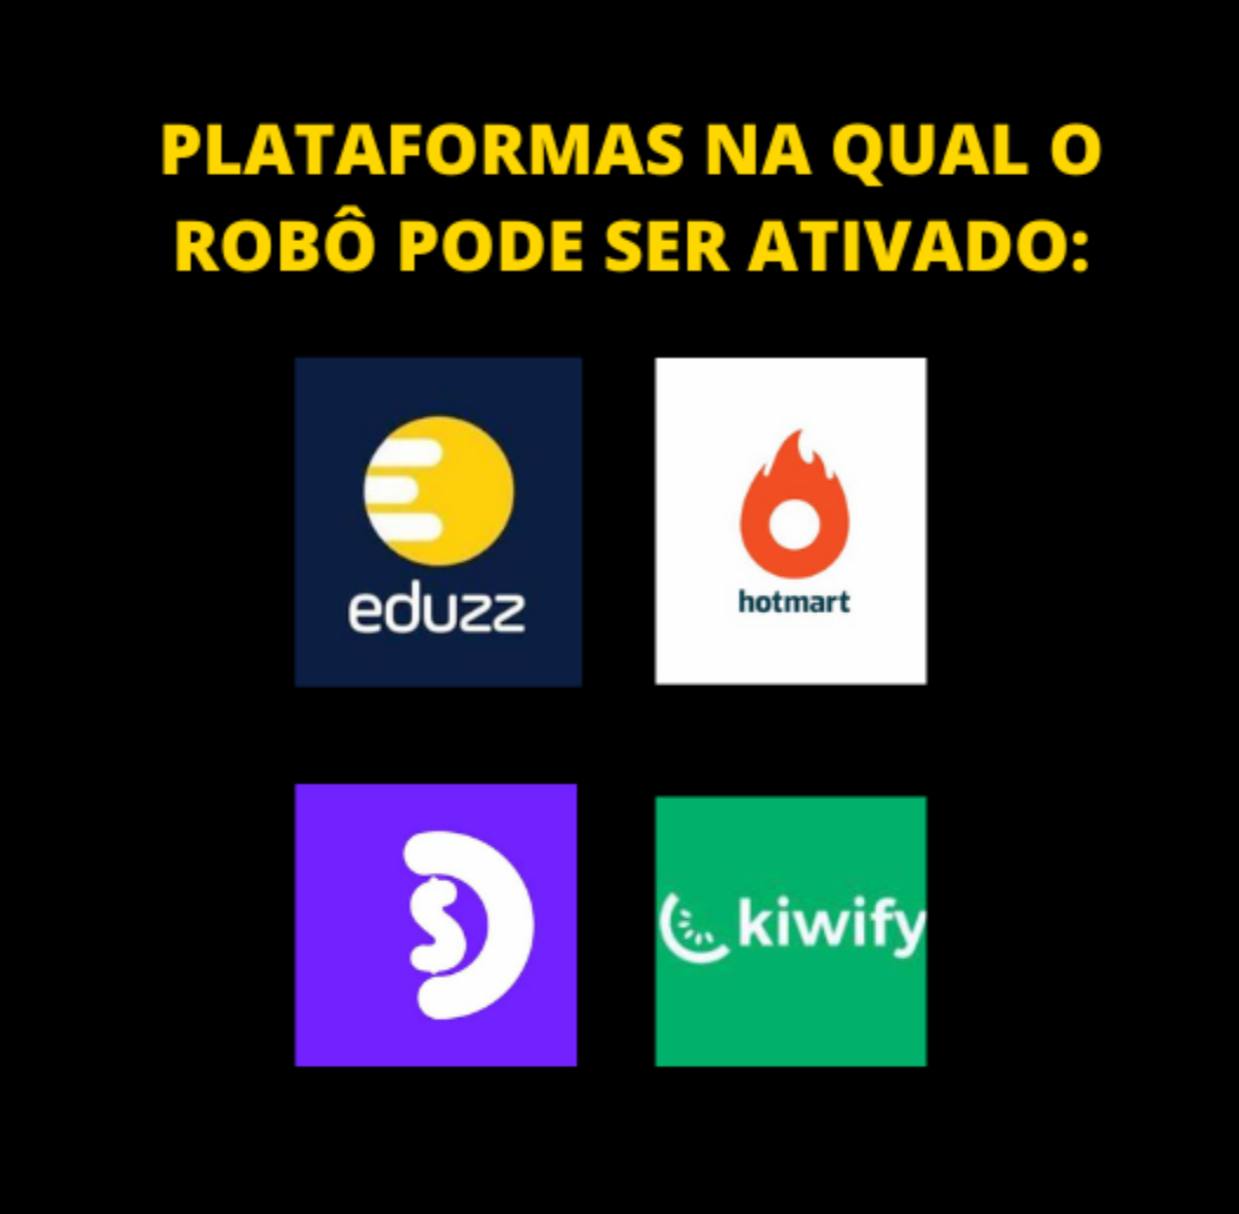 PLATAFORMAS NA QUAL O
ROBÔ PODE SER ATIVADO:
eduzz
hotmart
kiwify